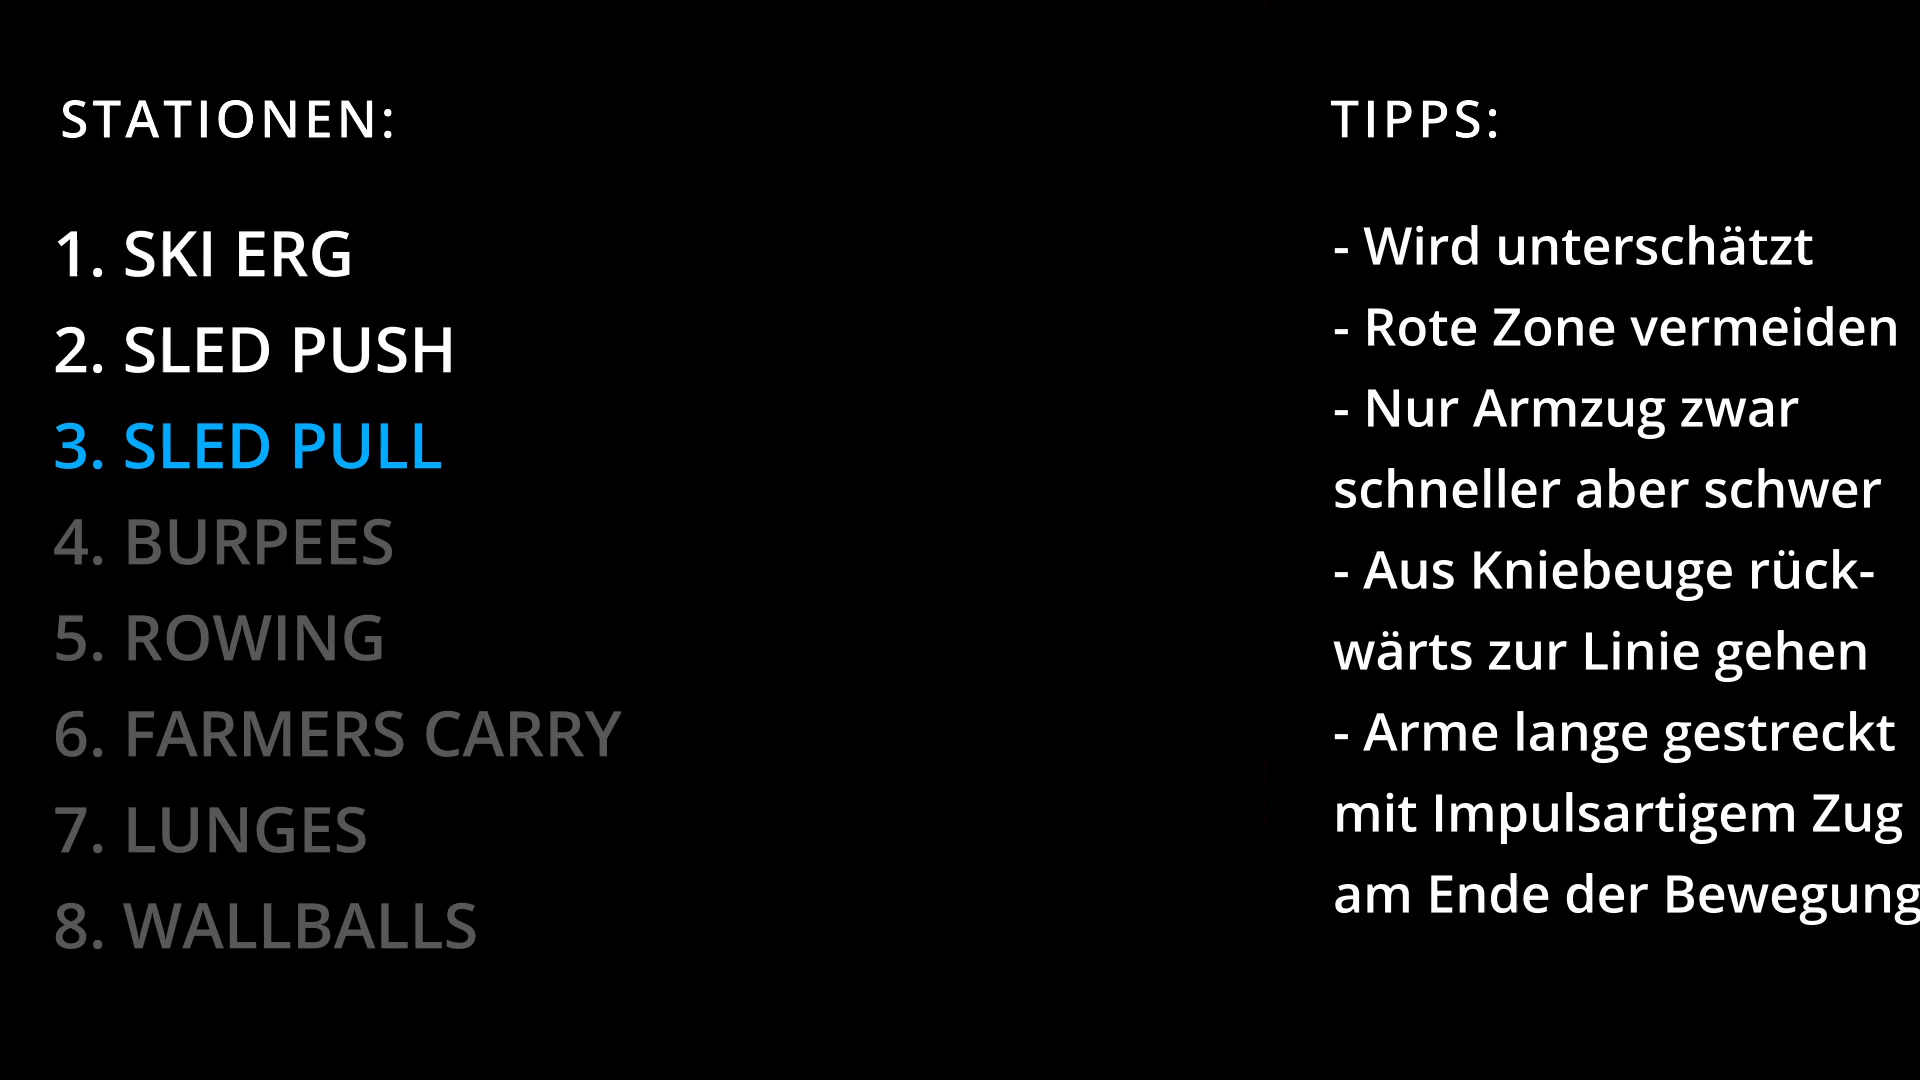 STATIONEN:
1. SKI ERG
2. SLED PUSH
3. SLED PULL
4. BURPEES
5. ROWING
6. FARMERS CARRY
7. LUNGES
8. WALLBALLS
TIPPS:
- Wird unterschätzt
- Rote Zone vermeiden
- Nur Armzug zwar
schneller aber schwer
- Aus Kniebeuge rück-
wärts zur Linie gehen
- Arme lange gestreckt
mit Impulsartigem Zug
am Ende der Bewegung